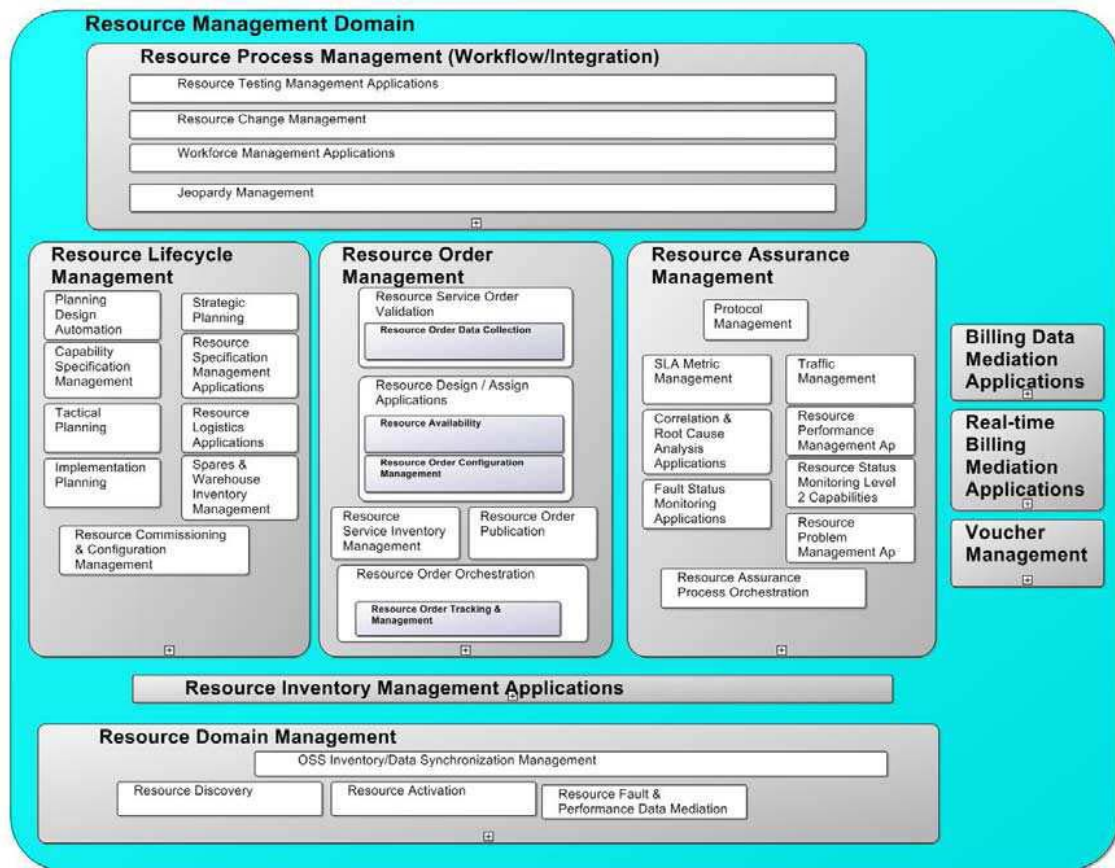 Resource Management Domain
Resource Process Management (Workflow/Integration)
Resource Testing Management Applications
Resource Change Management
Workforce Management Applications
Jeopardy Management
Resource Lifecycle
Management
Planning
Design
Automation
Strategic
Planning
Capability
Specification
Management
Resource
Specification
Management
Applications
Tactical
Planning
Resource
Logistics
Applications
Implementation
Planning
Spares &
Warehouse
Inventory
Management
Resource Commissioning
& Configuration
Management
Resource Order
Management
Resource Service Order
Validation
Resource Order Data Collection
Resource Design / Assign
Applications
Resource Availability
Resource Order Configuration
Management
Resource
Service Inventory
Management
Resource Order
Publication
Resource Order Orchestration
Resource Order Tracking &
Management
Resource Assurance
Management
Protocol
Management
SLA Metric
Management
Traffic
Management
Correlation &
Root Cause
Analysis
Applications
Resource
Performance
Management Ap
Fault Status
Monitoring
Applications
Resource Status
Monitoring Level
2 Capabilities
Resource
Problem
Management Ap
Resource Assurance
Process Orchestration
Billing Data
Mediation
Applications
Real-time
Billing
Mediation
Applications
Voucher
Management
Resource Inventory Management Applications
Resource Domain Management
OSS Inventory/Data Synchronization Management
Resource Discovery
Resource Activation
Resource Fault &
Performance Data Mediation